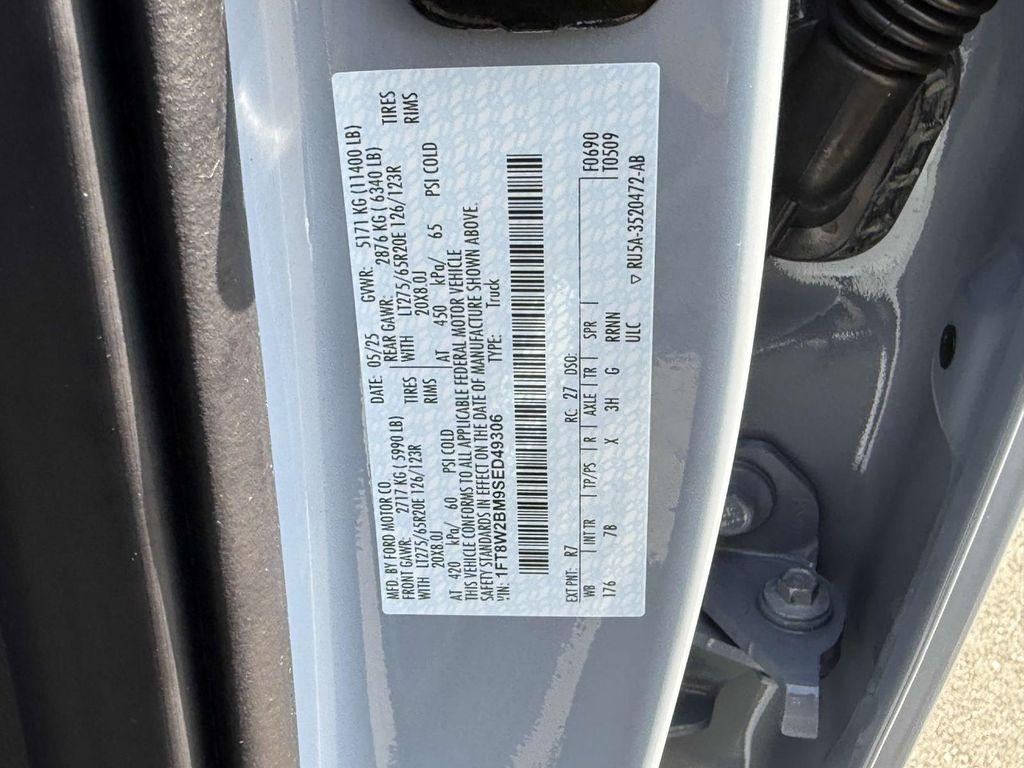 MFD. BY FORD MOTOR CO. DATE: 05/25 GVWR: 5171 KG (11400 LB)
FRONT GAWR: 2717 KG ( 5990 LB) REAR GAWR: 2876 KG ( 6340 LB)
WITH LT275/65R20E 126/123R TIRES WITH LT275/65R20E 126/123R TIRES
20X8.0J RIMS 20X8.0J RIMS
AT 420 kPa/ 60 PSI COLD AT 450 kPa/ 65 PSI COLD
THIS VEHICLE CONFORMS TO ALL APPLICABLE FEDERAL MOTOR VEHICLE
SAFETY STANDARDS IN EFFECT ON THE DATE OF MANUFACTURE SHOWN ABOVE.
VIN: 1FT8W2BM9SED49306 TYPE: Truck
EXT PNT: R7 RC: 27 DSO: F0690
WB INT TR TP/PS R AXLE TR SPR T0509
176 7B X 3H G RRNN
ULC ▽ RU5A-3520472-AB